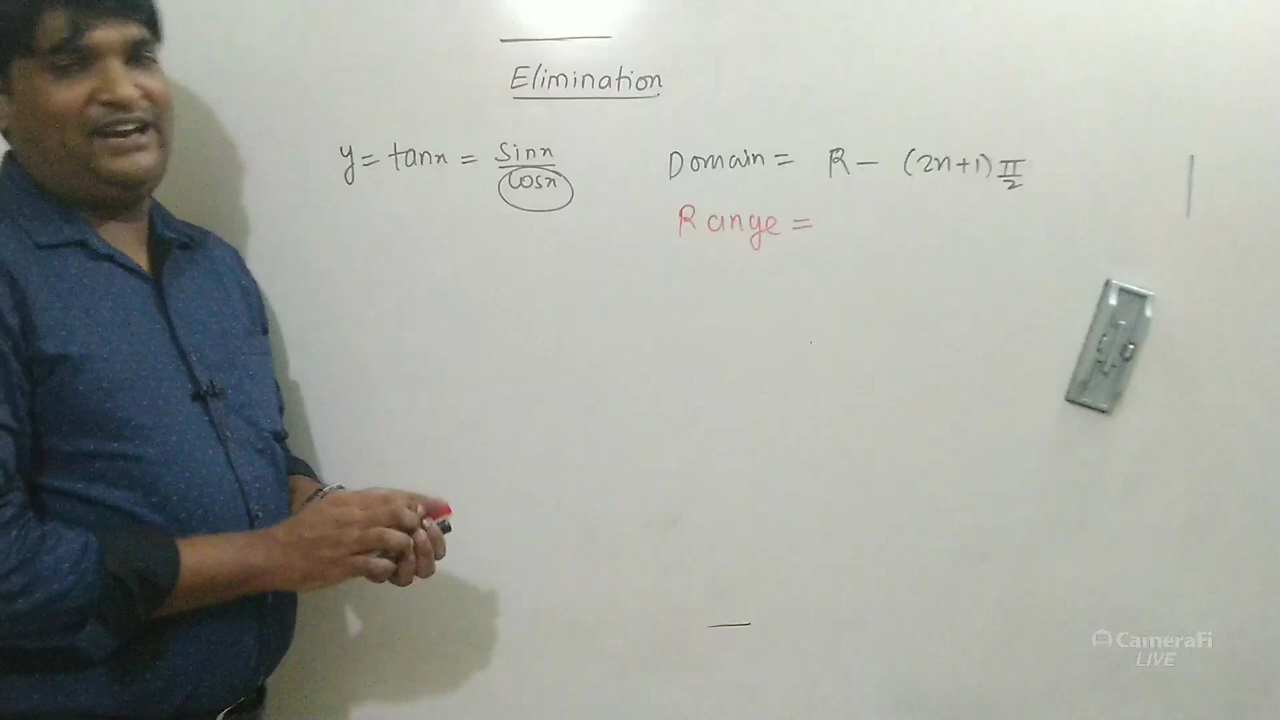 Elimination
y = tanx = sinx/cosx
Domain = R - (2n+1) π/2
Range =
CameraFi
LIVE